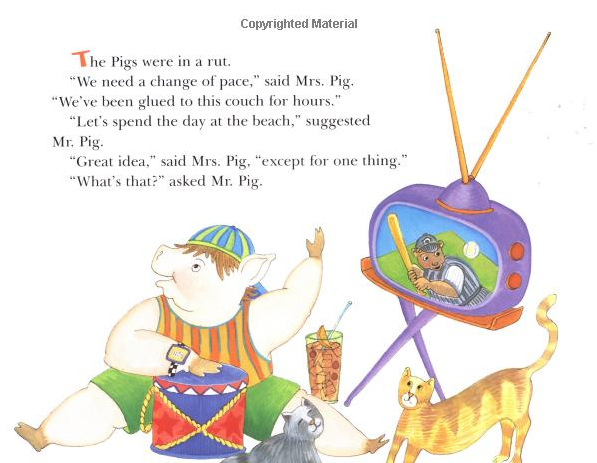 Copyrighted Material
The Pigs were in a rut.
“We need a change of pace,” said Mrs. Pig.
“We’ve been glued to this couch for hours.”
“Let’s spend the day at the beach,” suggested
Mr. Pig.
“Great idea,” said Mrs. Pig, “except for one thing.”
“What’s that?” asked Mr. Pig.